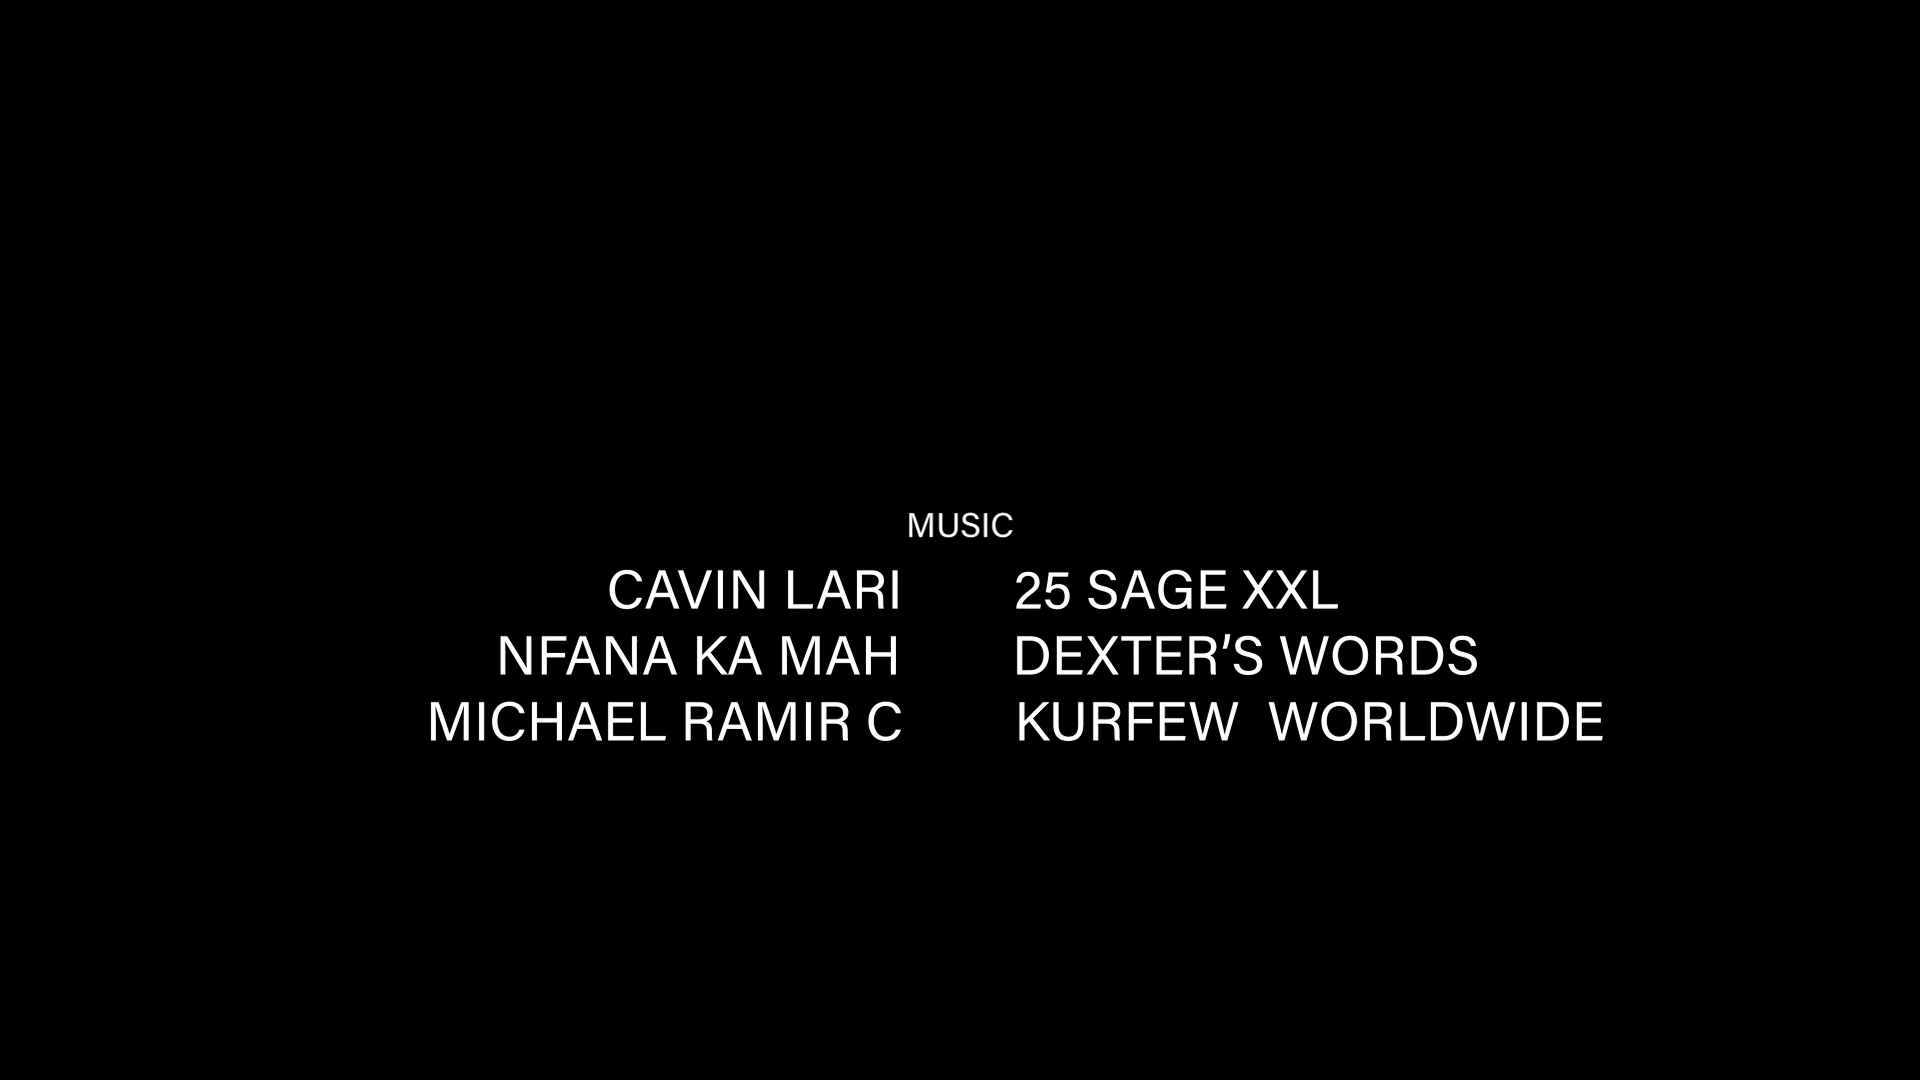 MUSIC
CAVIN LARI 25 SAGE XXL
NFANA KA MAH DEXTER’S WORDS
MICHAEL RAMIR C KURFEW WORLDWIDE